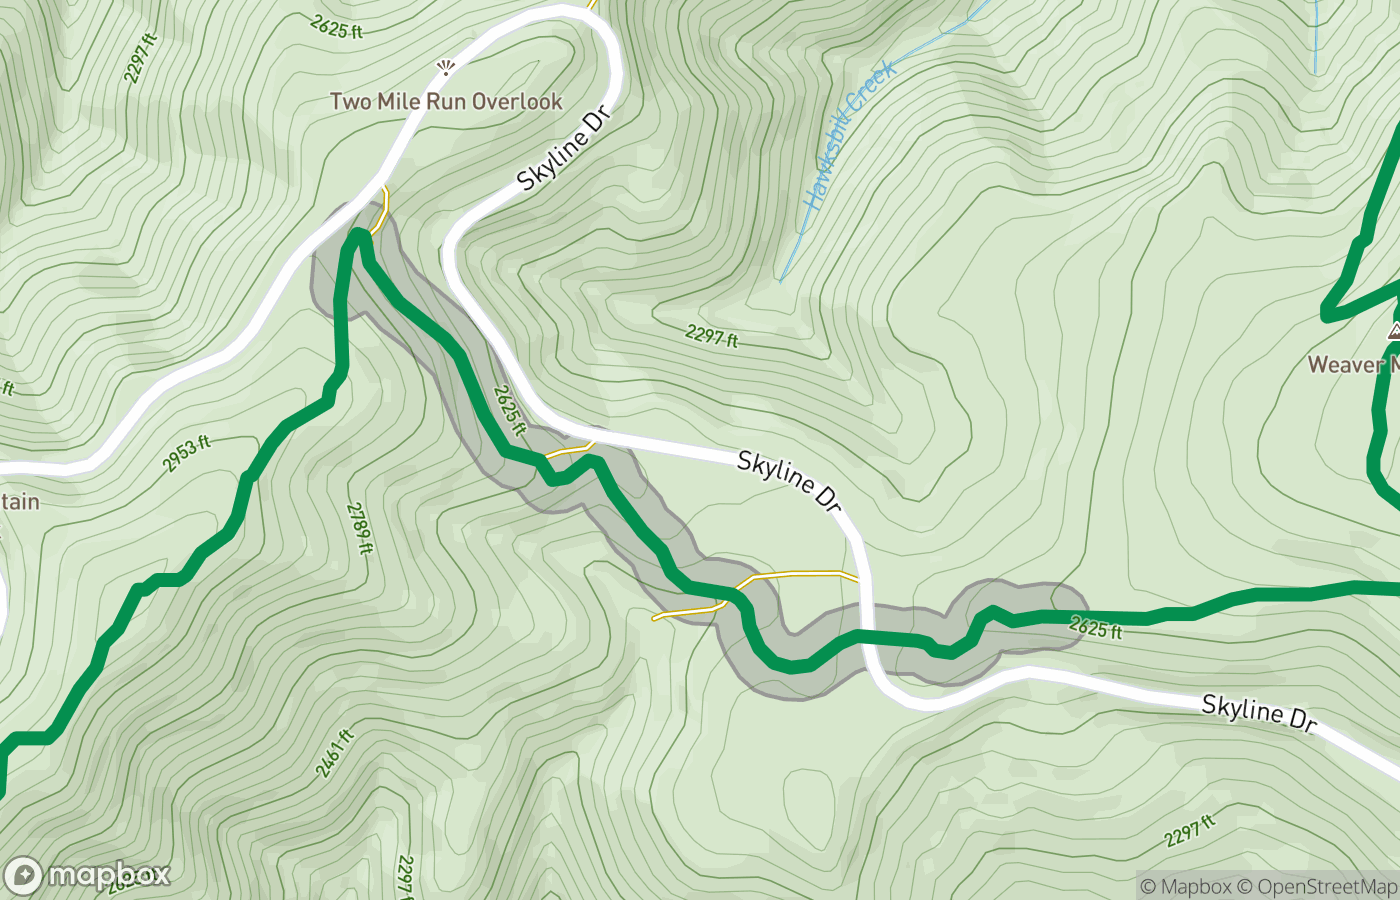 2625 ft
2297 ft
Two Mile Run Overlook
Skyline Dr
Hawksbill Creek
2297 ft
Weaver M
ft
2625 ft
2953 ft
Skyline Dr
tain
2789 ft
2625 ft
Skyline Dr
2461 ft
2297 ft
2297 ft
mapbox
© Mapbox © OpenStreetMap